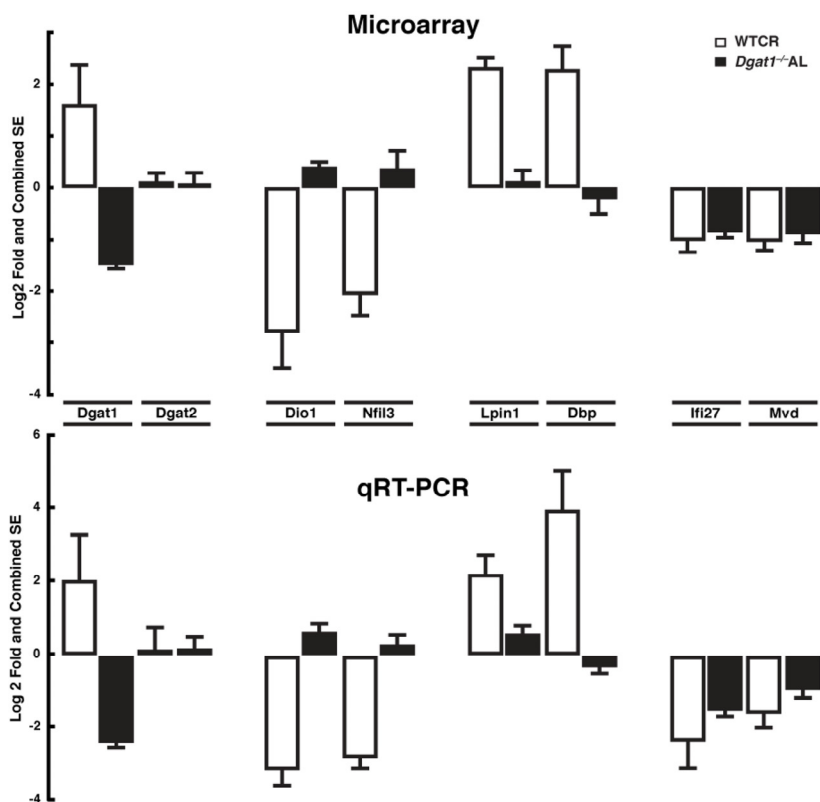 Microarray
WTCR
Dgat1-/-AL
Log2 Fold and Combined SE
2
0
-2
-4
Dgat1 Dgat2 Dio1 Nfil3 Lpin1 Dbp Ifi27 Mvd
qRT-PCR
Log 2 Fold and Combined SE
6
4
2
0
-2
-4